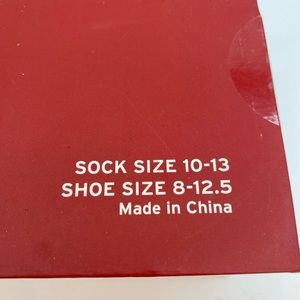 SOCK SIZE 10-13
SHOE SIZE 8-12.5
Made in China